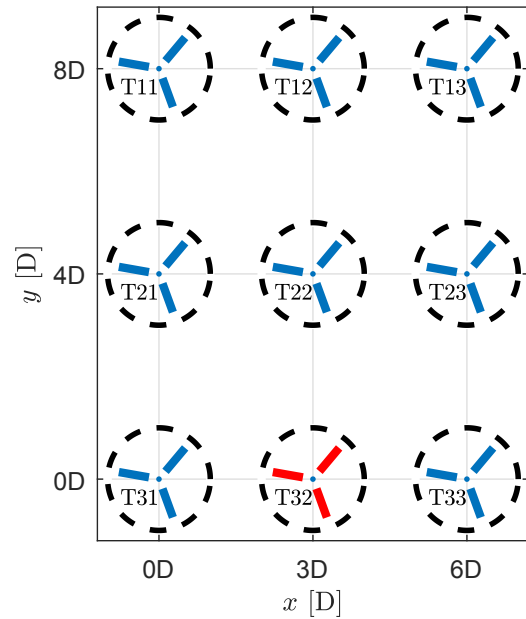 8D
T11 T12 T13
4D
T21 T22 T23
y [D]
0D
T31 T32 T33
0D 3D 6D
x [D]